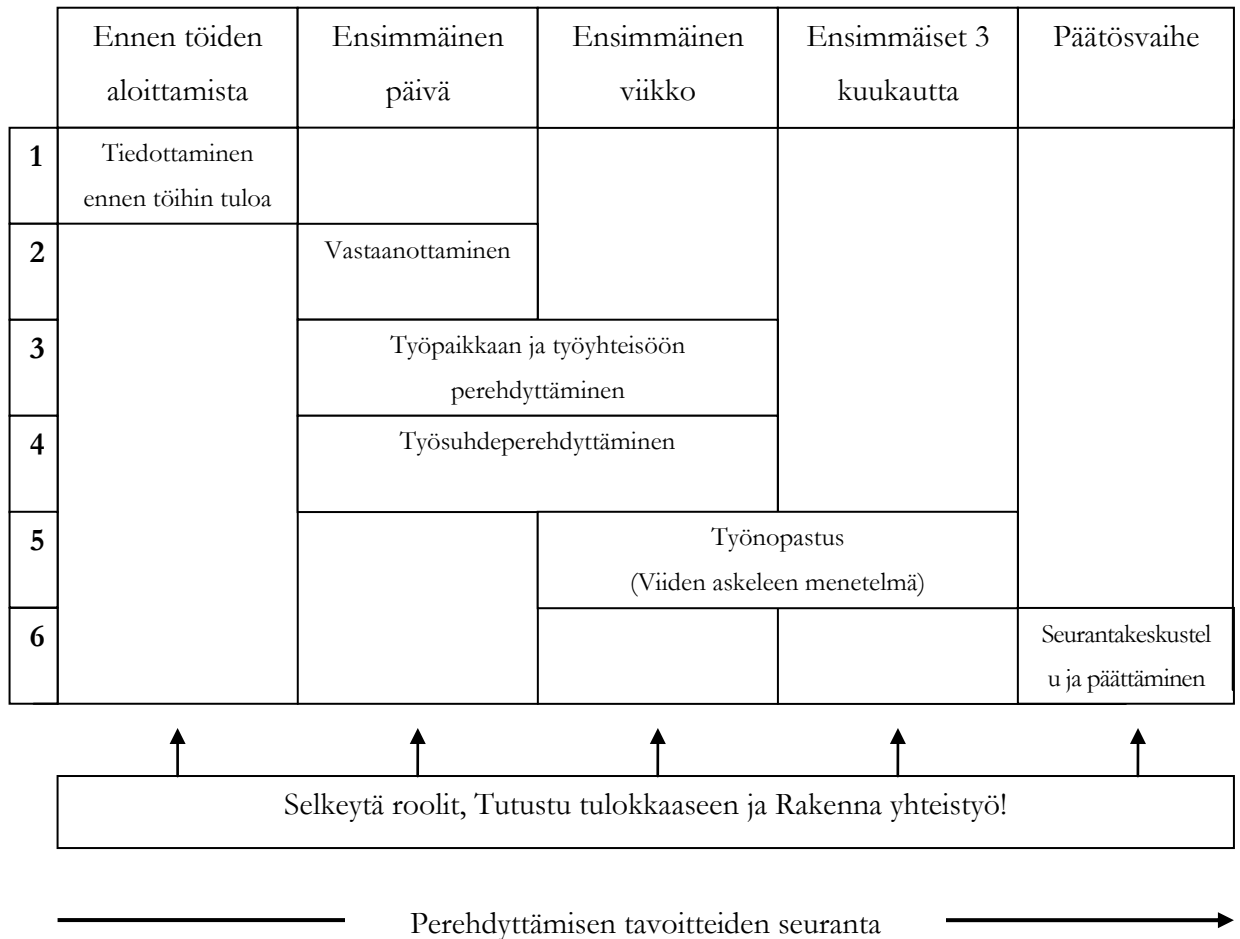 Ennen töiden
aloittamista
Ensimmäinen
päivä
Ensimmäinen
viikko
Ensimmäiset 3
kuukautta
Päätösvaihe
1
Tiedottaminen
ennen töihin tuloa
2
Vastaanottaminen
3
Työpaikkaan ja työyhteisöön
perehdyttäminen
4
Työsuhdeperehdyttäminen
5
Työnopastus
(Viiden askeleen menetelmä)
6
Seurantakeskustel
u ja päättäminen
Selkeytä roolit, Tutustu tulokkaaseen ja Rakenna yhteistyö!
Perehdyttämisen tavoitteiden seuranta